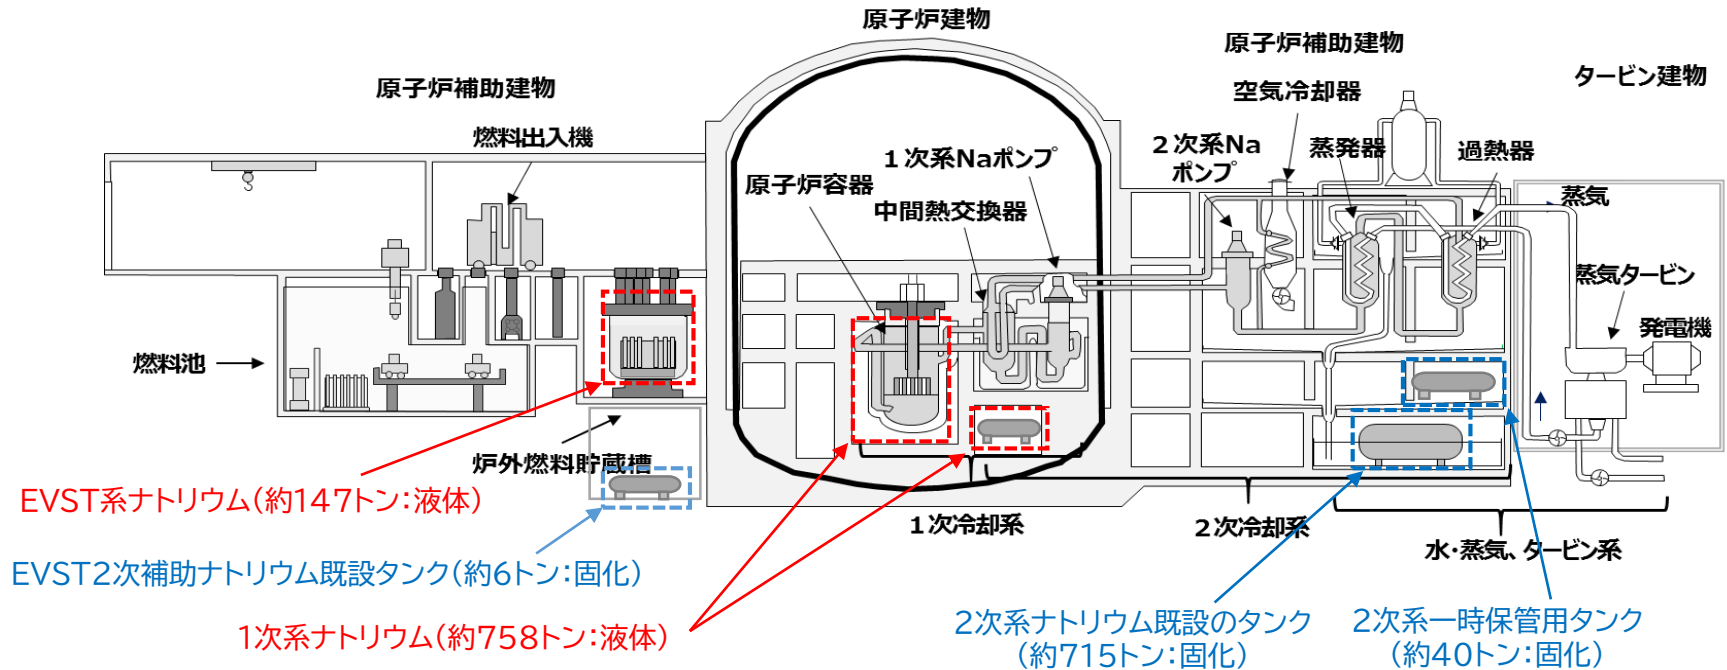 原子炉建物
原子炉補助建物
タービン建物
原子炉補助建物
空気冷却器
燃料出入機
１次系Naポンプ
２次系Na
ポンプ
蒸発器
過熱器
原子炉容器
中間熱交換器
蒸気
蒸気タービン
発電機
燃料池
炉外燃料貯蔵槽
EVST系ナトリウム（約147トン：液体）
１次冷却系
２次冷却系
水・蒸気、タービン系
EVST2次補助ナトリウム既設タンク（約6トン：固化）
1次系ナトリウム（約758トン：液体）
2次系ナトリウム既設のタンク
（約715トン：固化）
2次系一時保管用タンク
（約40トン：固化）